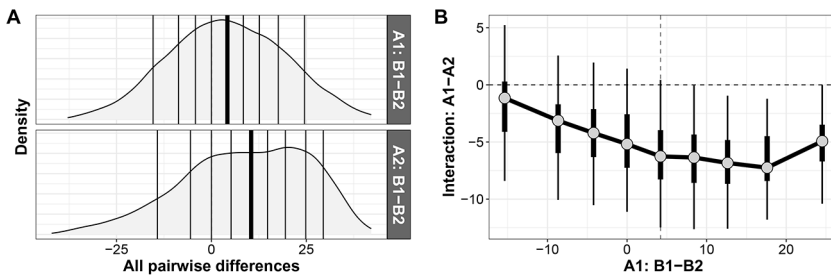 A
Density
A1: B1−B2
A2: B1−B2
−25
0
25
All pairwise differences
B
Interaction: A1−A2
5
0
−5
−10
−10
0
10
20
A1: B1−B2